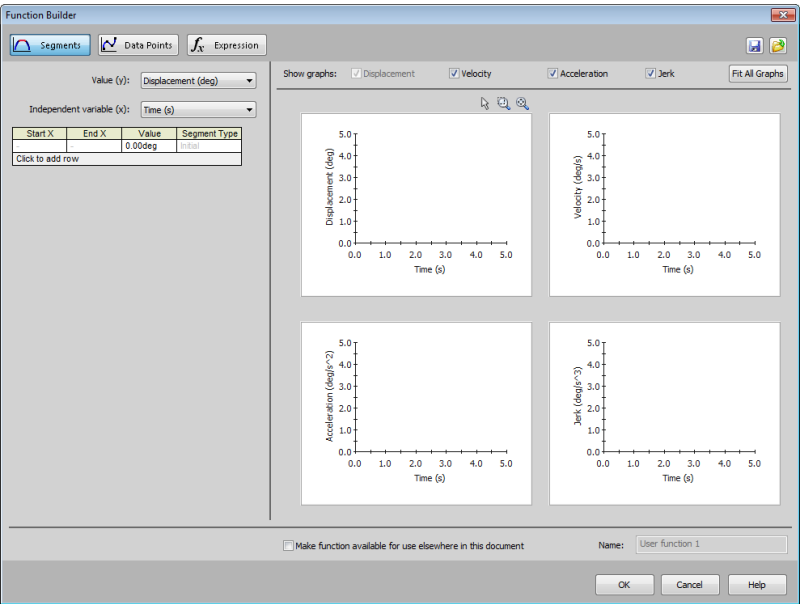 Function Builder
Segments Data Points fx Expression
Value (y): Displacement (deg)
Independent variable (x): Time (s)
Start X End X Value Segment Type
- - 0.00deg Initial
Click to add row
Show graphs: Displacement Velocity Acceleration Jerk Fit All Graphs
5.0
4.0
3.0
2.0
1.0
0.0
Displacement (deg)
0.0 1.0 2.0 3.0 4.0 5.0
Time (s)
5.0
4.0
3.0
2.0
1.0
0.0
Velocity (deg/s)
0.0 1.0 2.0 3.0 4.0 5.0
Time (s)
5.0
4.0
3.0
2.0
1.0
0.0
Acceleration (deg/s^2)
0.0 1.0 2.0 3.0 4.0 5.0
Time (s)
5.0
4.0
3.0
2.0
1.0
0.0
Jerk (deg/s^3)
0.0 1.0 2.0 3.0 4.0 5.0
Time (s)
Make function available for use elsewhere in this document Name: User function 1
OK Cancel Help